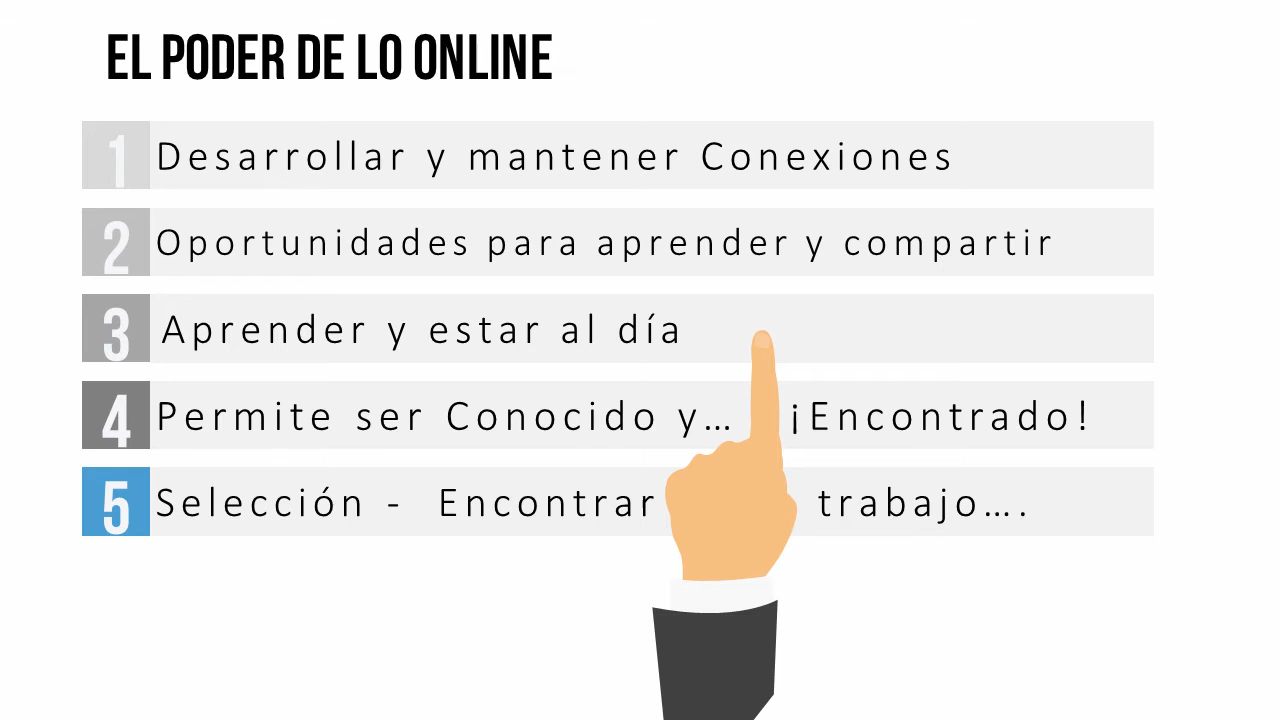 EL PODER DE LO ONLINE
1 Desarrollar y mantener Conexiones
2 Oportunidades para aprender y compartir
3 Aprender y estar al día
4 Permite ser Conocido y… ¡Encontrado!
5 Selección - Encontrar trabajo….